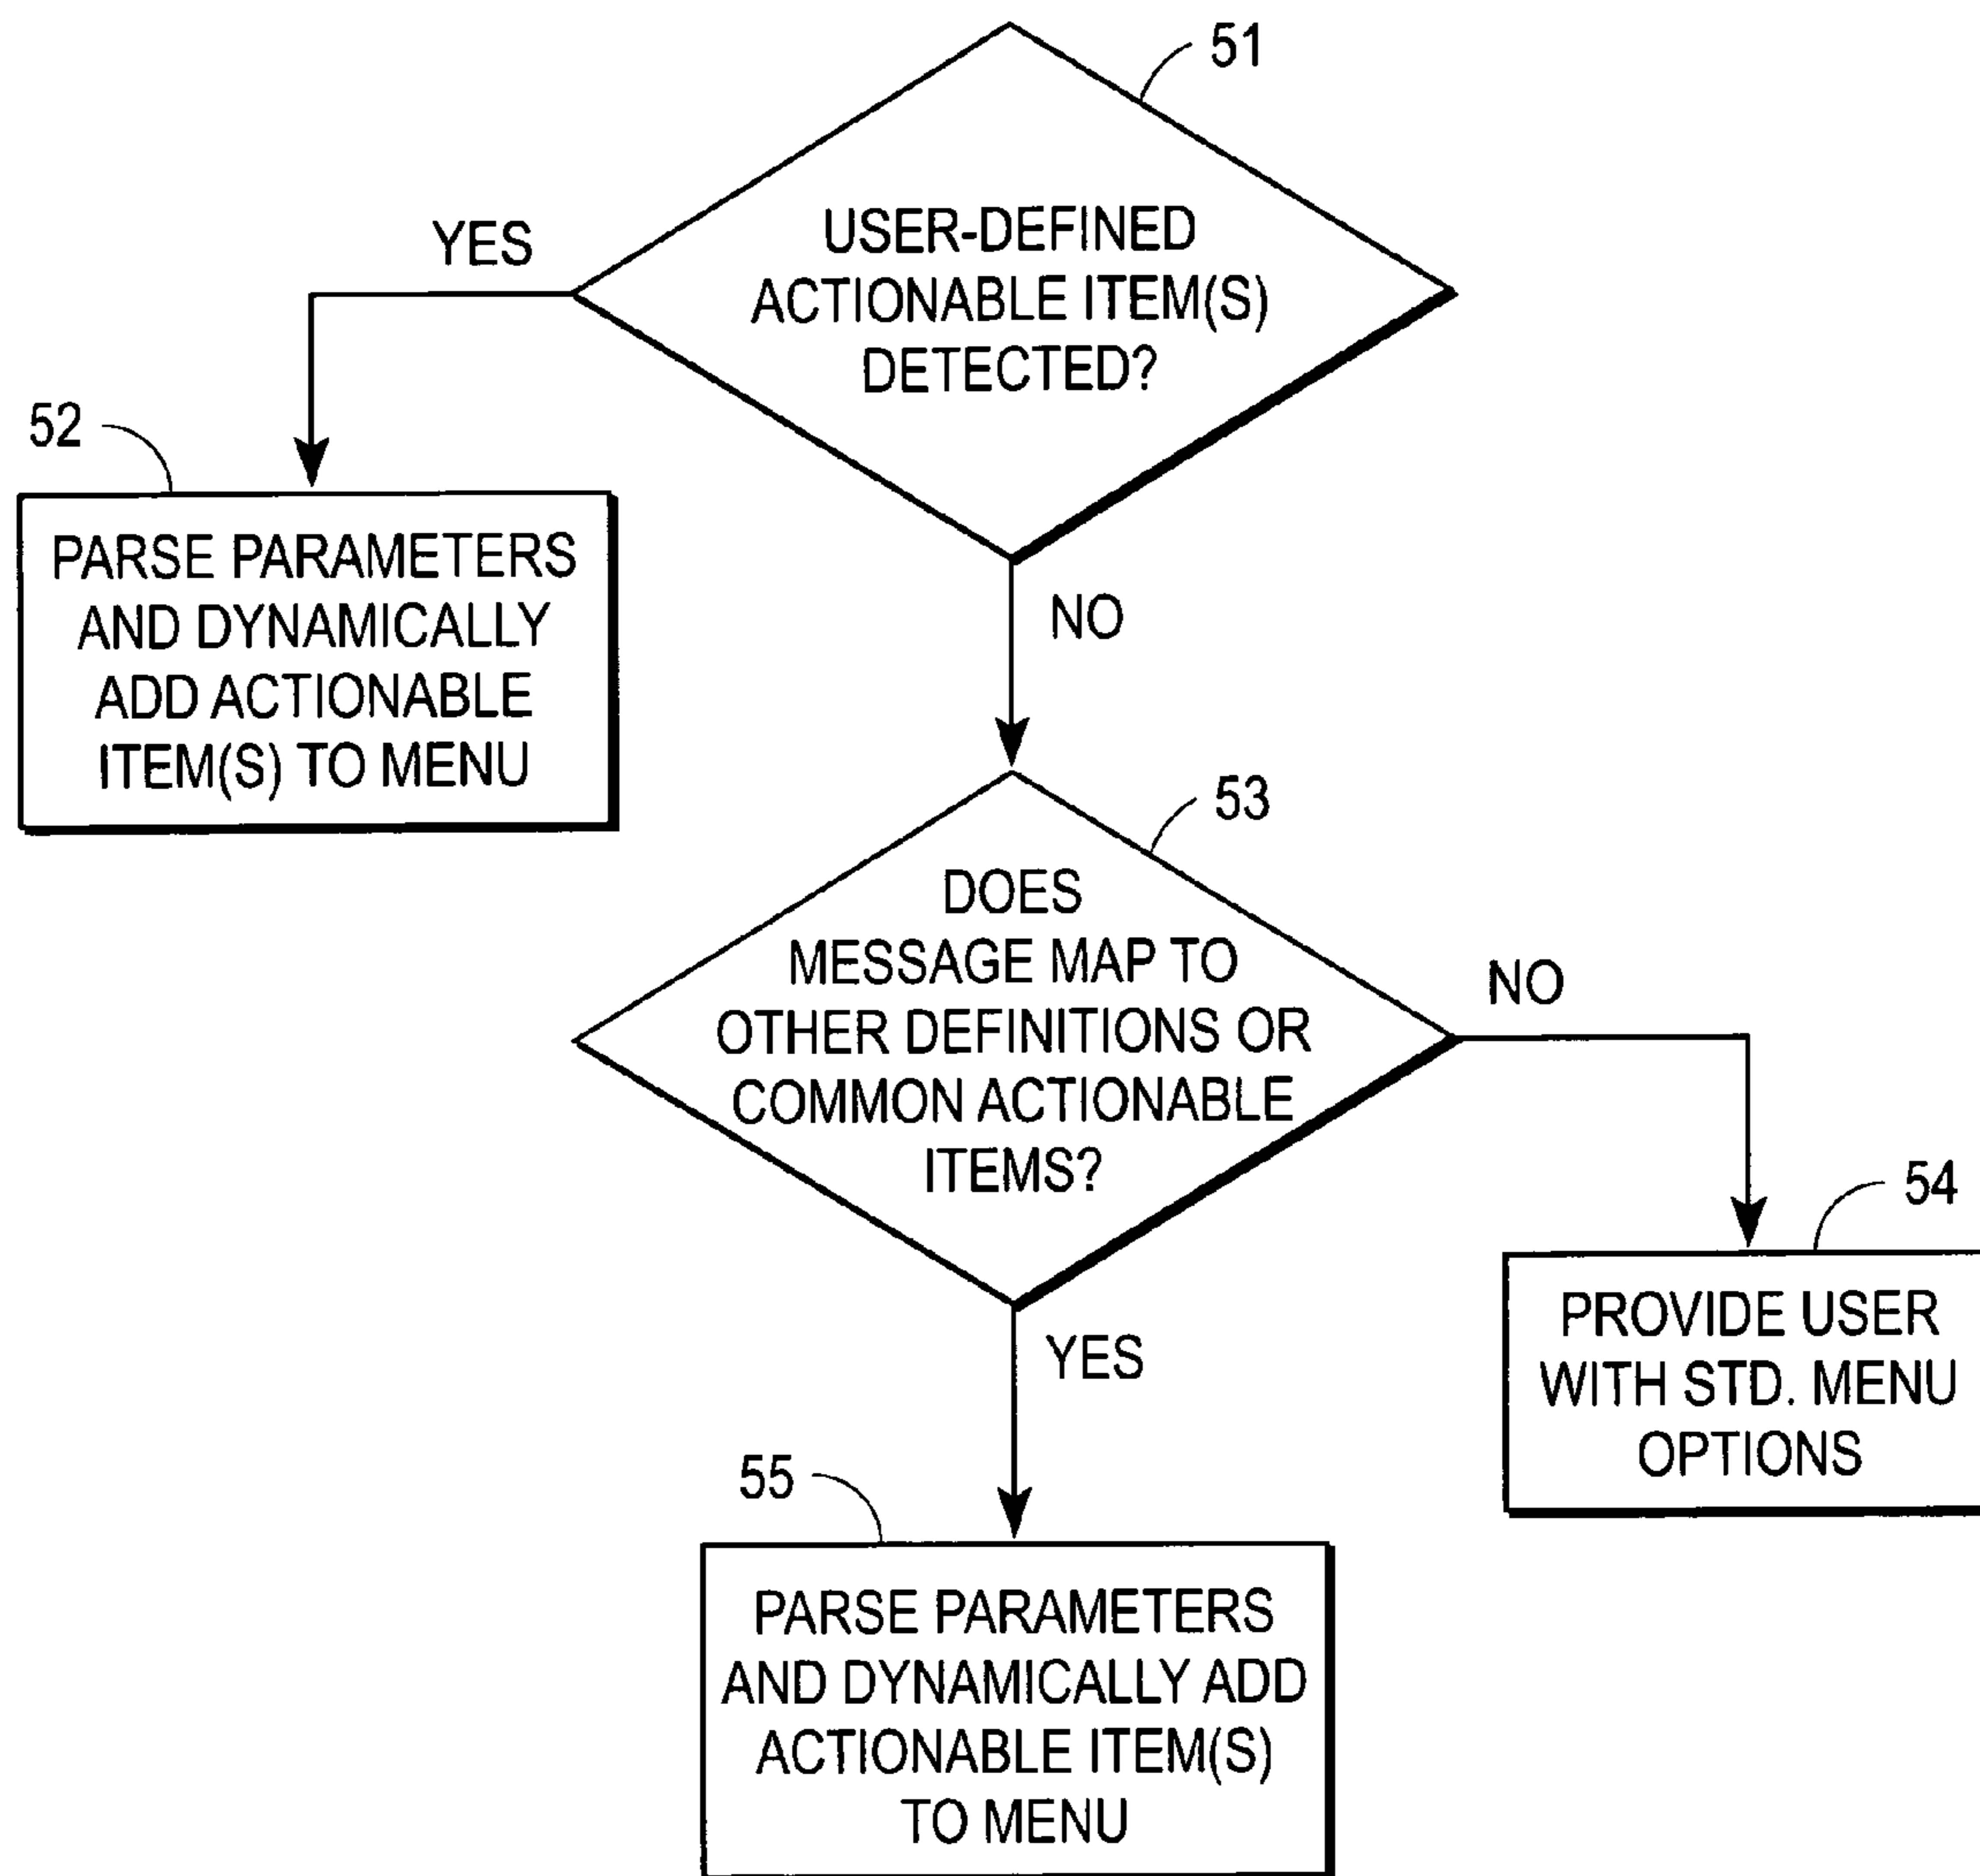 51
USER-DEFINED
ACTIONABLE ITEM(S)
DETECTED?
YES
NO
52
PARSE PARAMETERS
AND DYNAMICALLY
ADD ACTIONABLE
ITEM(S) TO MENU
53
DOES
MESSAGE MAP TO
OTHER DEFINITIONS OR
COMMON ACTIONABLE
ITEMS?
NO
YES
54
PROVIDE USER
WITH STD. MENU
OPTIONS
55
PARSE PARAMETERS
AND DYNAMICALLY ADD
ACTIONABLE ITEM(S)
TO MENU